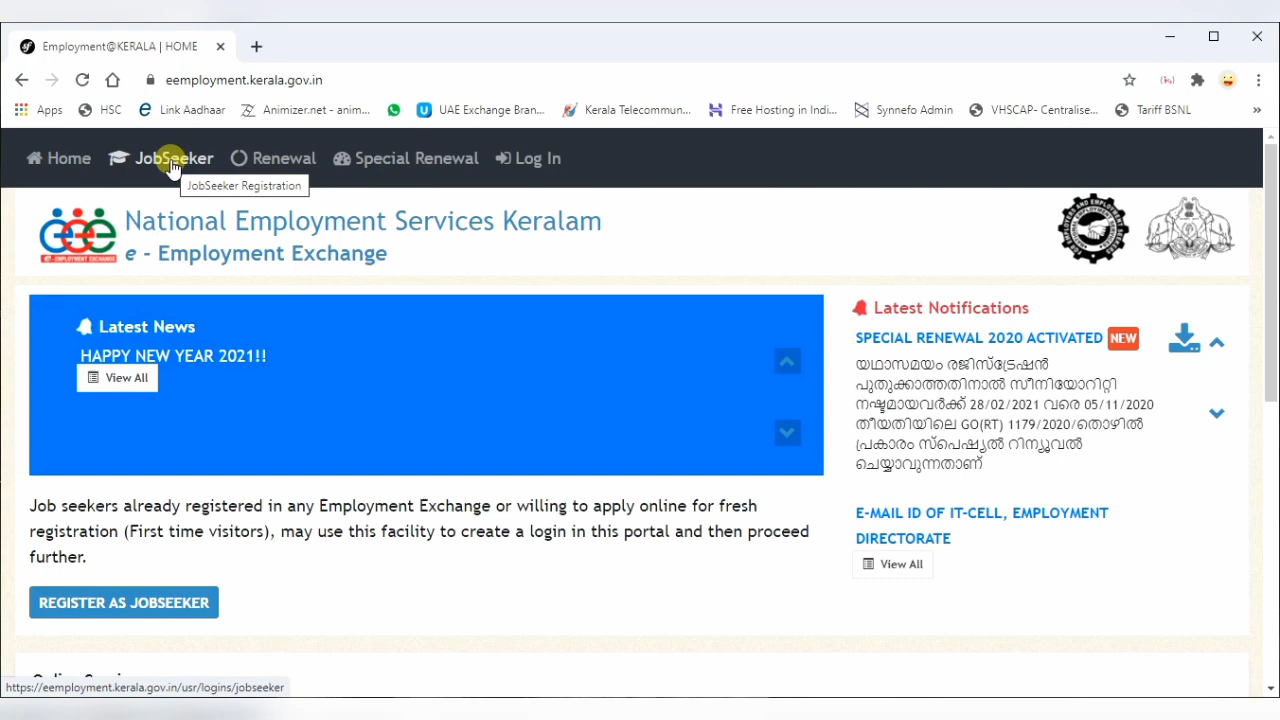 Employment@KERALA | HOME
eemployment.kerala.gov.in
Apps HSC Link Aadhaar Animizer.net - anim... UAE Exchange Bran... Kerala Telecommun... Free Hosting in Indi... Synnefo Admin VHSCAP- Centralise... Tariff BSNL »
Home JobSeeker Renewal Special Renewal Log In
JobSeeker Registration
National Employment Services Keralam
e - Employment Exchange
e - EMPLOYMENT EXCHANGE
Latest News
HAPPY NEW YEAR 2021!!
View All
Latest Notifications
SPECIAL RENEWAL 2020 ACTIVATED NEW
യഥാസമയം രജിസ്ട്രേഷൻ
പുതുക്കാത്തതിനാൽ സീനിയോറിറ്റി
നഷ്ടമായവർക്ക് 28/02/2021 വരെ 05/11/2020
തീയതിയിലെ GO(RT) 1179/2020/തൊഴിൽ
പ്രകാരം സ്പെഷ്യൽ റിന്യൂവൽ
ചെയ്യാവുന്നതാണ്
E-MAIL ID OF IT-CELL, EMPLOYMENT
DIRECTORATE
View All
Job seekers already registered in any Employment Exchange or willing to apply online for fresh
registration (First time visitors), may use this facility to create a login in this portal and then proceed
further.
REGISTER AS JOBSEEKER
https://eemployment.kerala.gov.in/usr/logins/jobseeker